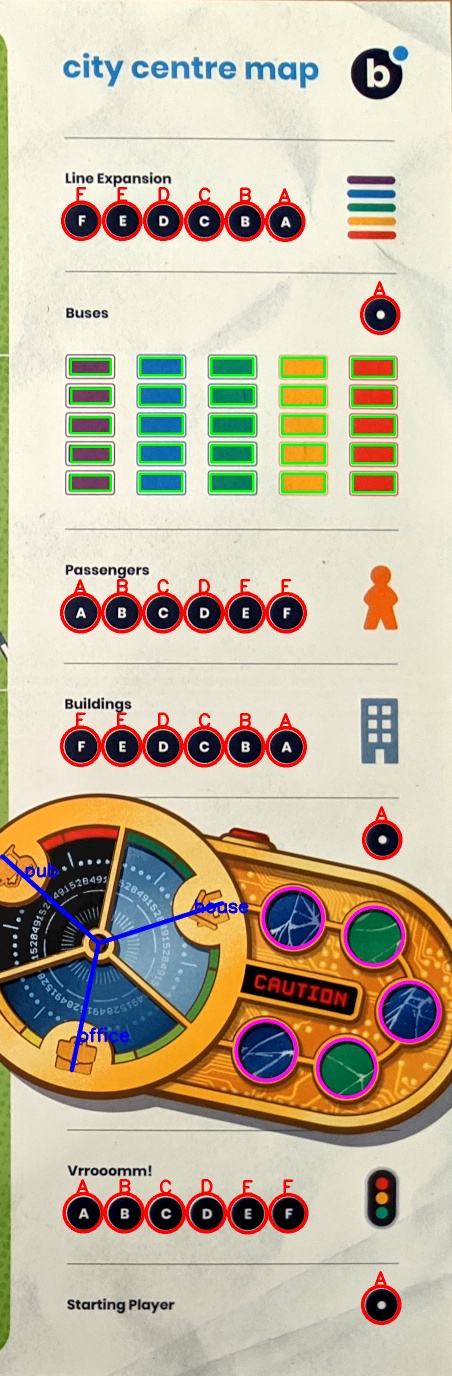 city centre map
b
Line Expansion
F E D C B A
F E D C B A
Buses
A
Passengers
A B C D E F
A B C D E F
Buildings
F E D C B A
F E D C B A
A
pub
house
CAUTION
office
Vrrooomm!
A B C D E F
A B C D E F
A
Starting Player